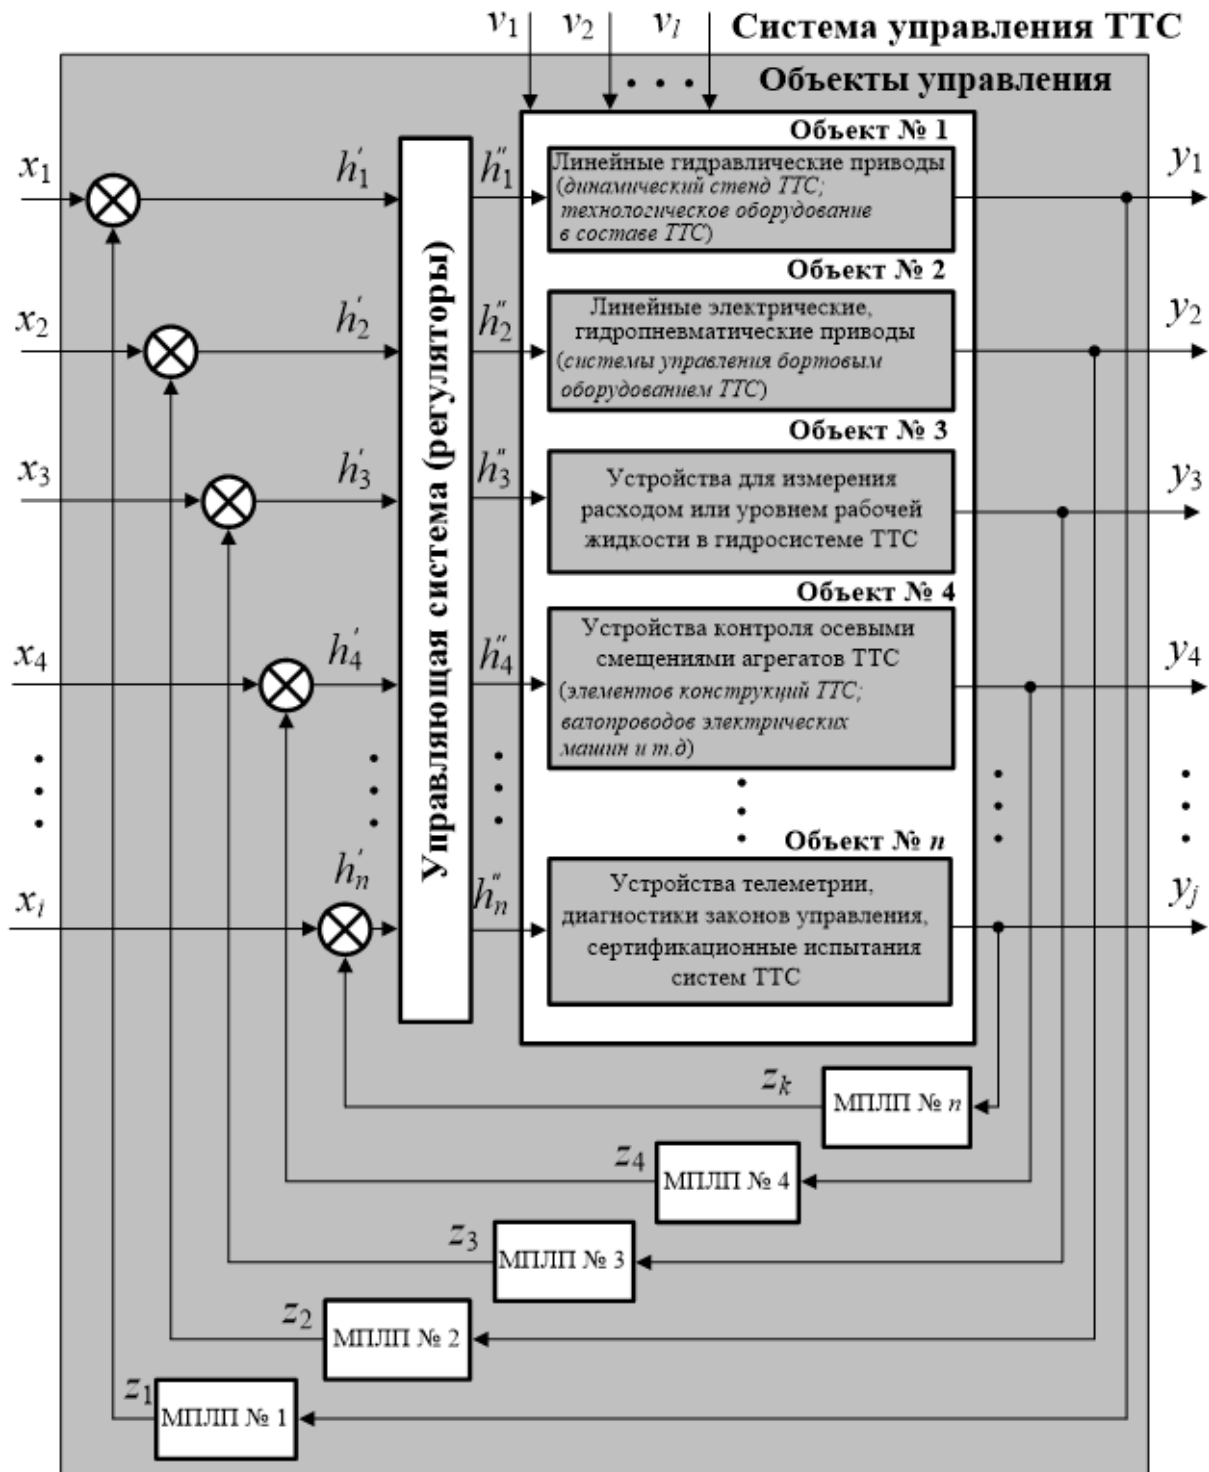 v1 v2 vl Система управления ТТС
Объекты управления
Объект № 1
x1 h'1 h''1 y1
Линейные гидравлические приводы
(динамический стенд ТТС;
технологическое оборудование
в составе ТТС)
Объект № 2
x2 h'2 h''2 y2
Линейные электрические,
гидропневматические приводы
(системы управления бортовым
оборудованием ТТС)
Объект № 3
x3 h'3 h''3 y3
Устройства для измерения
расходом или уровнем рабочей
жидкости в гидросистеме ТТС
Объект № 4
x4 h'4 h''4 y4
Устройства контроля осевыми
смещениями агрегатов ТТС
(элементов конструкций ТТС;
валопроводов электрических
машин и т.д)
Управляющая система (регуляторы)
Объект № n
xi h'n h''n yj
Устройства телеметрии,
диагностики законов управления,
сертификационные испытания
систем ТТС
zk МПЛП № n
z4 МПЛП № 4
z3 МПЛП № 3
z2 МПЛП № 2
z1 МПЛП № 1